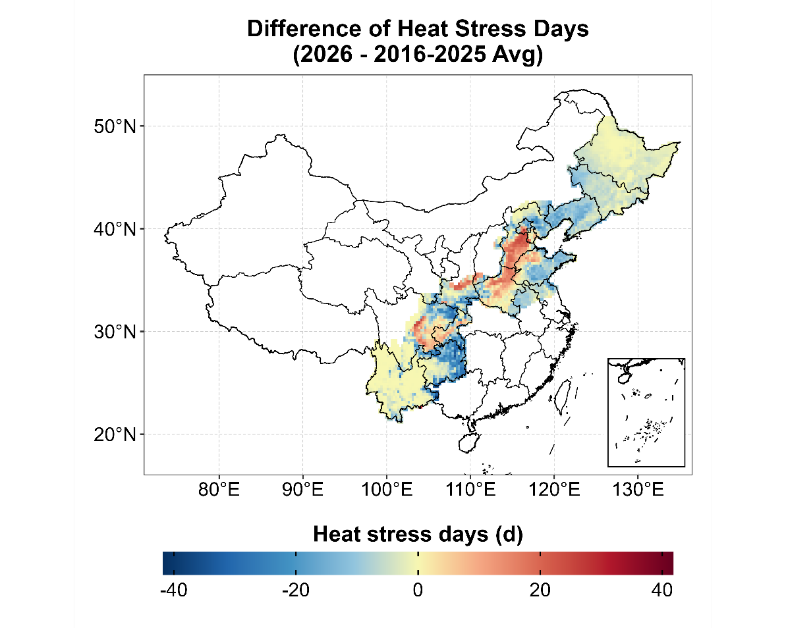 Difference of Heat Stress Days
(2026 - 2016-2025 Avg)
50°N
40°N
30°N
20°N
80°E 90°E 100°E 110°E 120°E 130°E
Heat stress days (d)
-40 -20 0 20 40